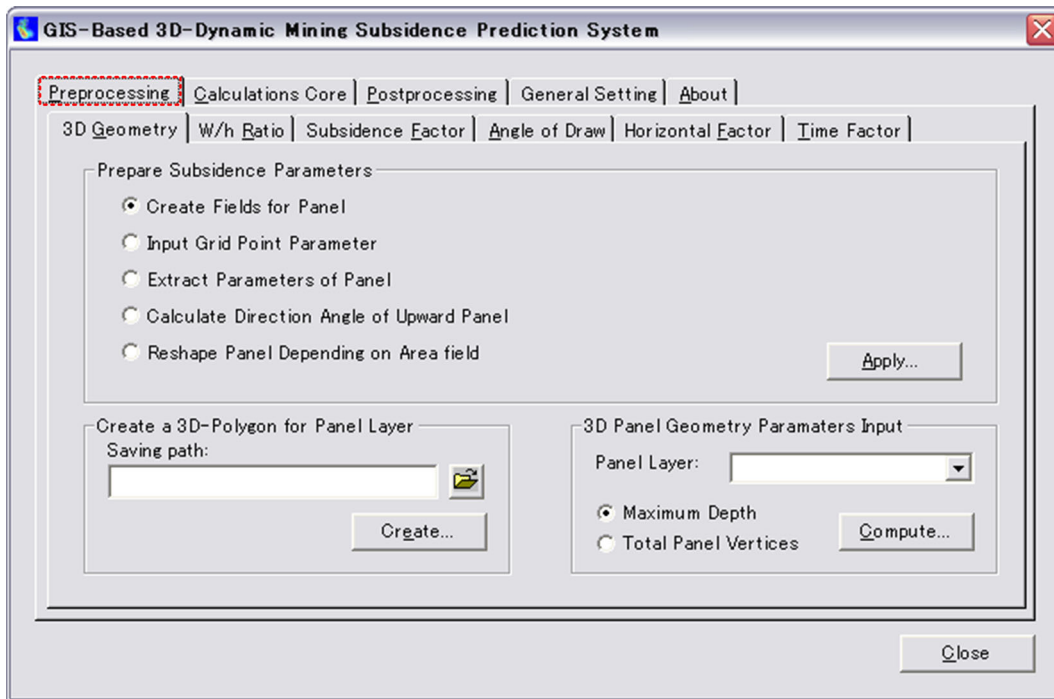 GIS-Based 3D-Dynamic Mining Subsidence Prediction System
Preprocessing Calculations Core Postprocessing General Setting About
3D Geometry W/h Ratio Subsidence Factor Angle of Draw Horizontal Factor Time Factor
Prepare Subsidence Parameters
Create Fields for Panel
Input Grid Point Parameter
Extract Parameters of Panel
Calculate Direction Angle of Upward Panel
Reshape Panel Depending on Area field
Apply...
Create a 3D-Polygon for Panel Layer
Saving path:
Create...
3D Panel Geometry Paramaters Input
Panel Layer:
Maximum Depth
Total Panel Vertices
Compute...
Close